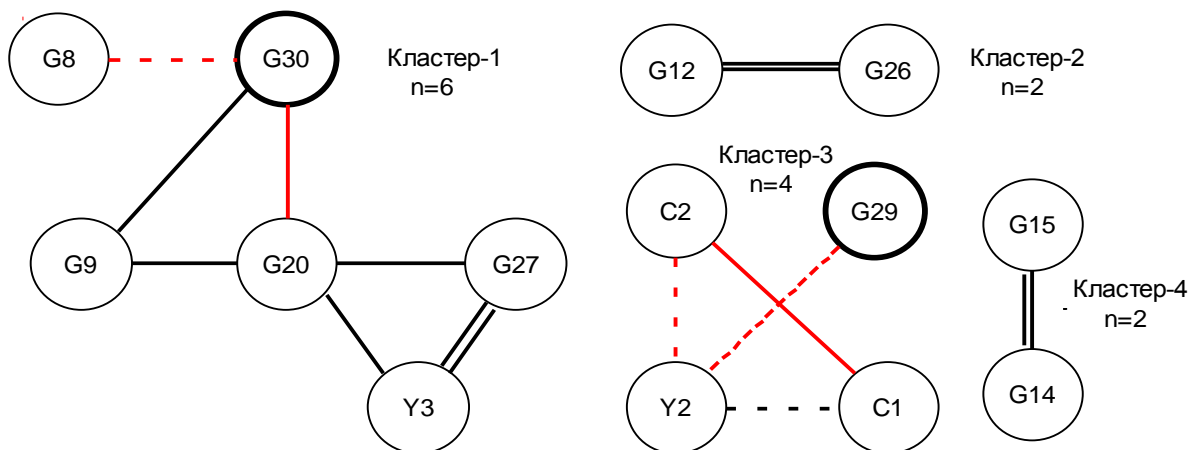 G8
G30
Кластер-1
n=6
G9
G20
G27
Y3
G12
G26
Кластер-2
n=2
Кластер-3
n=4
C2
G29
Y2
C1
G15
Кластер-4
n=2
G14